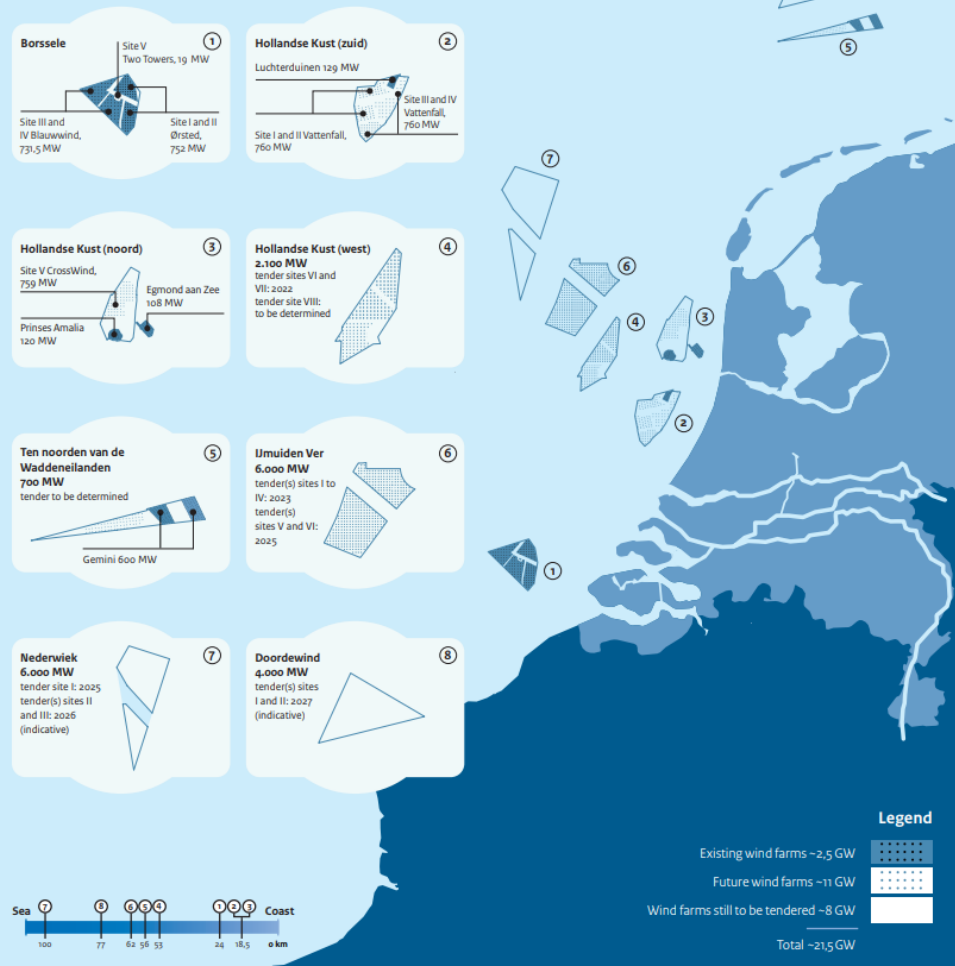 Borssele
1
Site V
Two Towers, 19 MW
Site III and
IV Blauwwind,
731,5 MW
Site I and II
Ørsted,
752 MW
Hollandse Kust (zuid)
2
Luchterduinen 129 MW
Site III and IV
Vattenfall,
760 MW
Site I and II Vattenfall,
760 MW
Hollandse Kust (noord)
3
Site V CrossWind,
759 MW
Egmond aan Zee
108 MW
Prinses Amalia
120 MW
Hollandse Kust (west)
4
2.100 MW
tender sites VI and
VII: 2022
tender site VIII:
to be determined
Ten noorden van de
Waddeneilanden
5
700 MW
tender to be determined
Gemini 600 MW
IJmuiden Ver
6
6.000 MW
tender(s) sites I to
IV: 2023
tender(s)
sites V and VI:
2025
Nederwiek
7
6.000 MW
tender site I: 2025
tender(s) sites II
and III: 2026
(indicative)
Doordewind
8
4.000 MW
tender(s) sites
I and II: 2027
(indicative)
5
7
6
4
3
2
1
Legend
Existing wind farms ~2,5 GW
Future wind farms ~11 GW
Wind farms still to be tendered ~8 GW
Total ~21,5 GW
7 8 6 5 4 1 2 3
Sea Coast
100 77 62 56 53 24 18,5 0 km